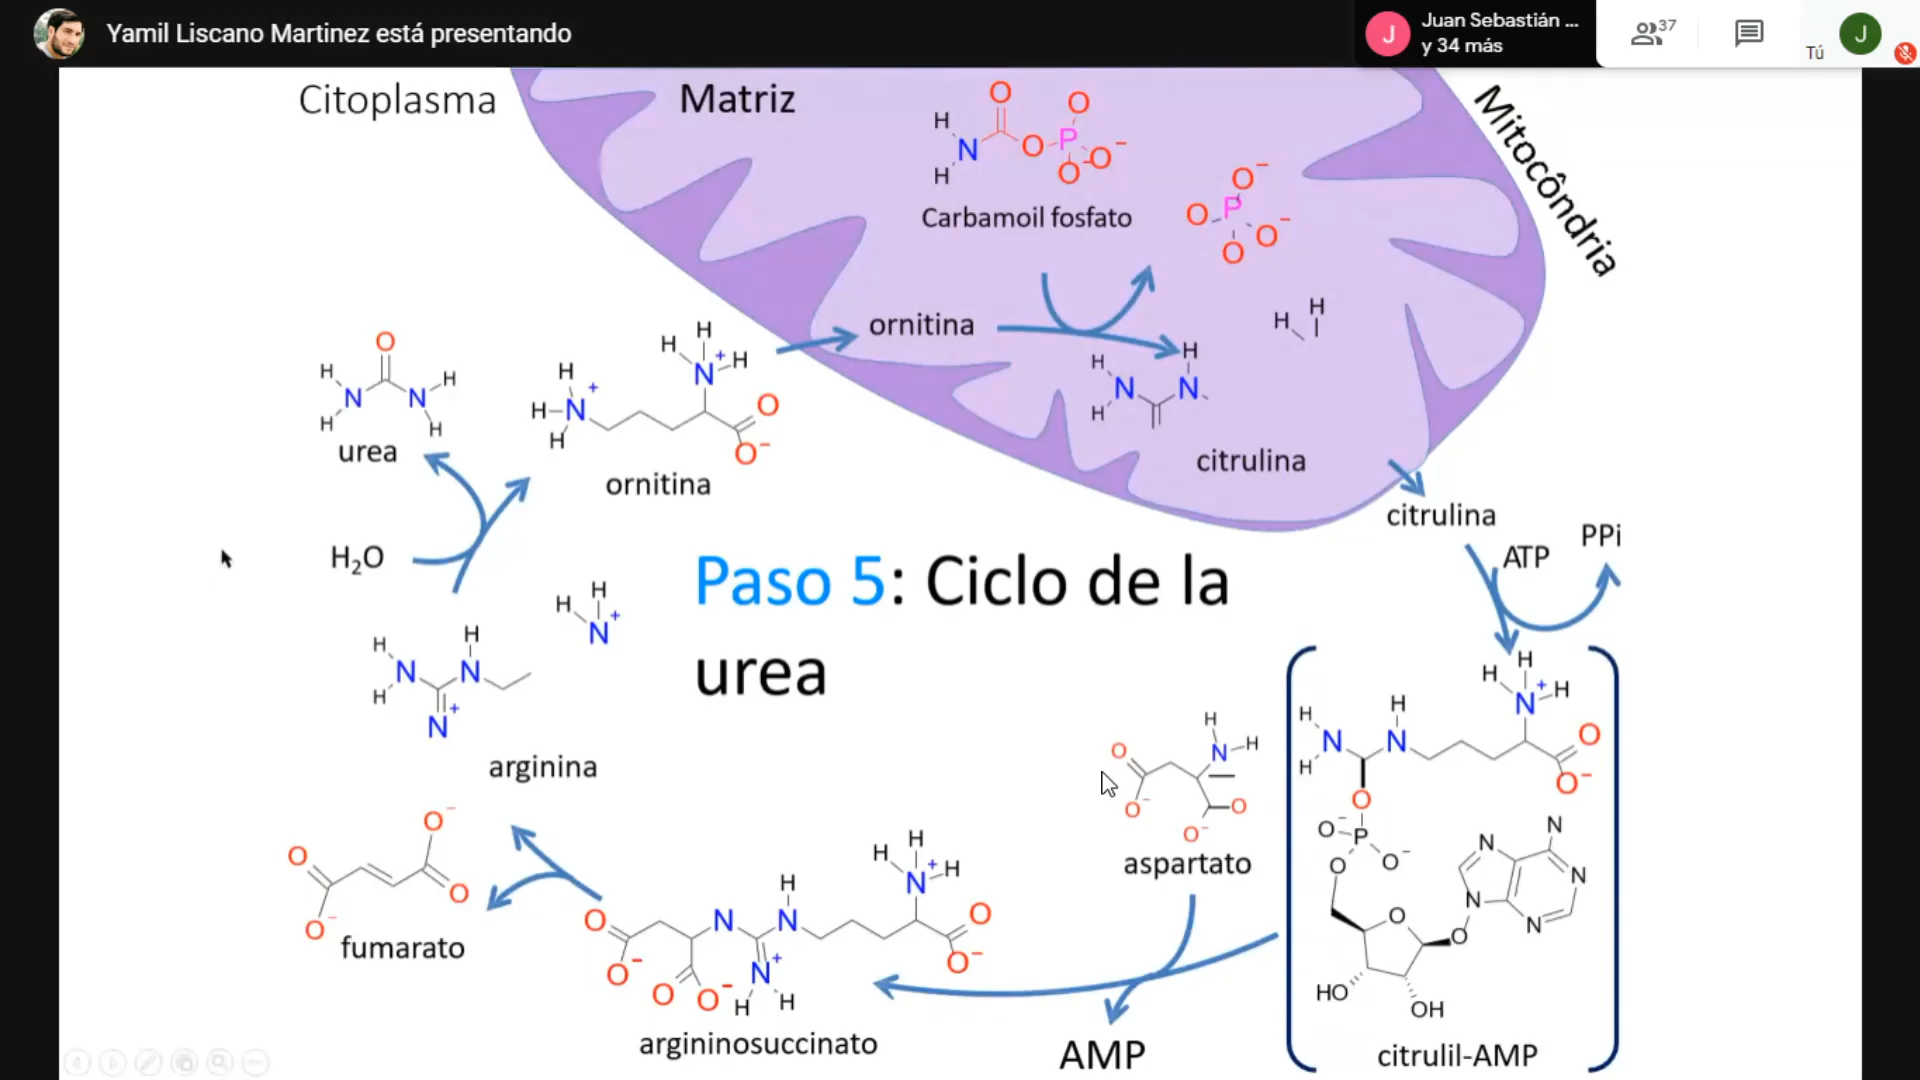 Yamil Liscano Martinez está presentando
Juan Sebastián ...
y 34 más
37
Tú
J
J
Citoplasma
Matriz
Mitocôndria
Carbamoil fosfato
ornitina
citrulina
urea
ornitina
citrulina
ATP
PPi
H₂O
Paso 5: Ciclo de la
urea
arginina
aspartato
fumarato
argininosuccinato
AMP
citrulil-AMP